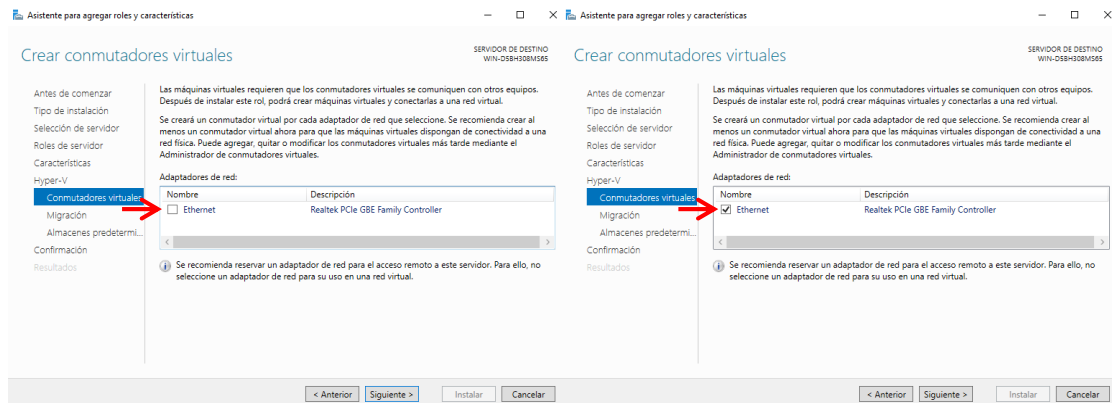 Asistente para agregar roles y características
Crear conmutadores virtuales
SERVIDOR DE DESTINO
WIN-D5BH308MS65
Antes de comenzar
Tipo de instalación
Selección de servidor
Roles de servidor
Características
Hyper-V
Conmutadores virtuales
Migración
Almacenes predetermi...
Confirmación
Resultados
Las máquinas virtuales requieren que los conmutadores virtuales se comuniquen con otros equipos.
Después de instalar este rol, podrá crear máquinas virtuales y conectarlas a una red virtual.
Se creará un conmutador virtual por cada adaptador de red que seleccione. Se recomienda crear al
menos un conmutador virtual ahora para que las máquinas virtuales dispongan de conectividad a una
red física. Puede agregar, quitar o modificar los conmutadores virtuales más tarde mediante el
Administrador de conmutadores virtuales.
Adaptadores de red:
Nombre Descripción
Ethernet Realtek PCIe GBE Family Controller
Se recomienda reservar un adaptador de red para el acceso remoto a este servidor. Para ello, no
seleccione un adaptador de red para su uso en una red virtual.
< Anterior Siguiente > Instalar Cancelar
Asistente para agregar roles y características
Crear conmutadores virtuales
SERVIDOR DE DESTINO
WIN-D5BH308MS65
Antes de comenzar
Tipo de instalación
Selección de servidor
Roles de servidor
Características
Hyper-V
Conmutadores virtuales
Migración
Almacenes predetermi...
Confirmación
Resultados
Las máquinas virtuales requieren que los conmutadores virtuales se comuniquen con otros equipos.
Después de instalar este rol, podrá crear máquinas virtuales y conectarlas a una red virtual.
Se creará un conmutador virtual por cada adaptador de red que seleccione. Se recomienda crear al
menos un conmutador virtual ahora para que las máquinas virtuales dispongan de conectividad a una
red física. Puede agregar, quitar o modificar los conmutadores virtuales más tarde mediante el
Administrador de conmutadores virtuales.
Adaptadores de red:
Nombre Descripción
Ethernet Realtek PCIe GBE Family Controller
Se recomienda reservar un adaptador de red para el acceso remoto a este servidor. Para ello, no
seleccione un adaptador de red para su uso en una red virtual.
< Anterior Siguiente > Instalar Cancelar